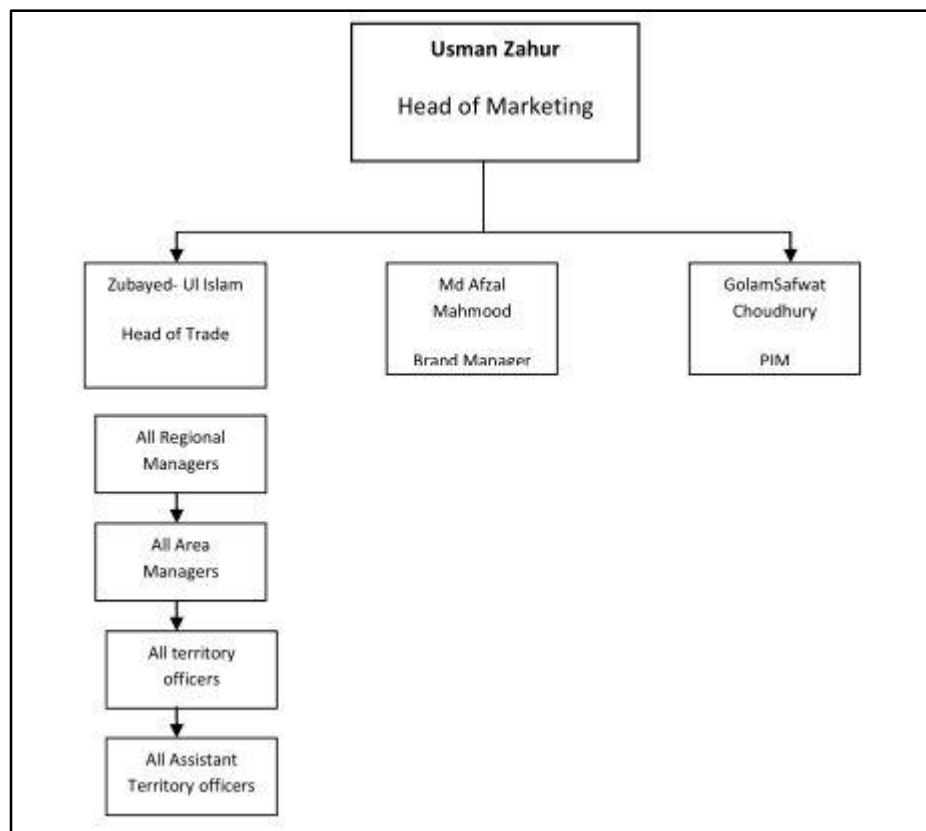 Usman Zahur
Head of Marketing
Zubayed- Ul Islam
Head of Trade
Md Afzal
Mahmood
Brand Manager
GolamSafwat
Choudhury
PIM
All Regional
Managers
All Area
Managers
All territory
officers
All Assistant
Territory officers